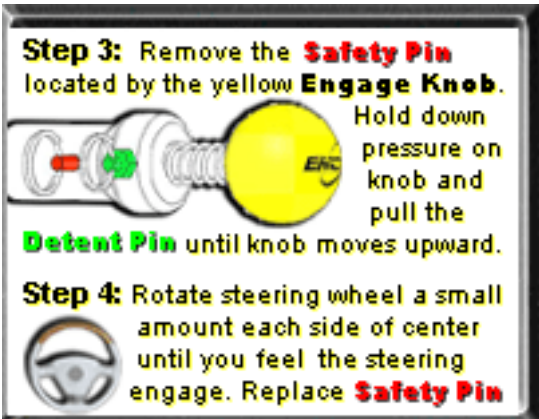 Step 3: Remove the Safety Pin
located by the yellow Engage Knob.
Hold down
pressure on
knob and
pull the
Detent Pin until knob moves upward.
Step 4: Rotate steering wheel a small
amount each side of center
until you feel the steering
engage. Replace Safety Pin